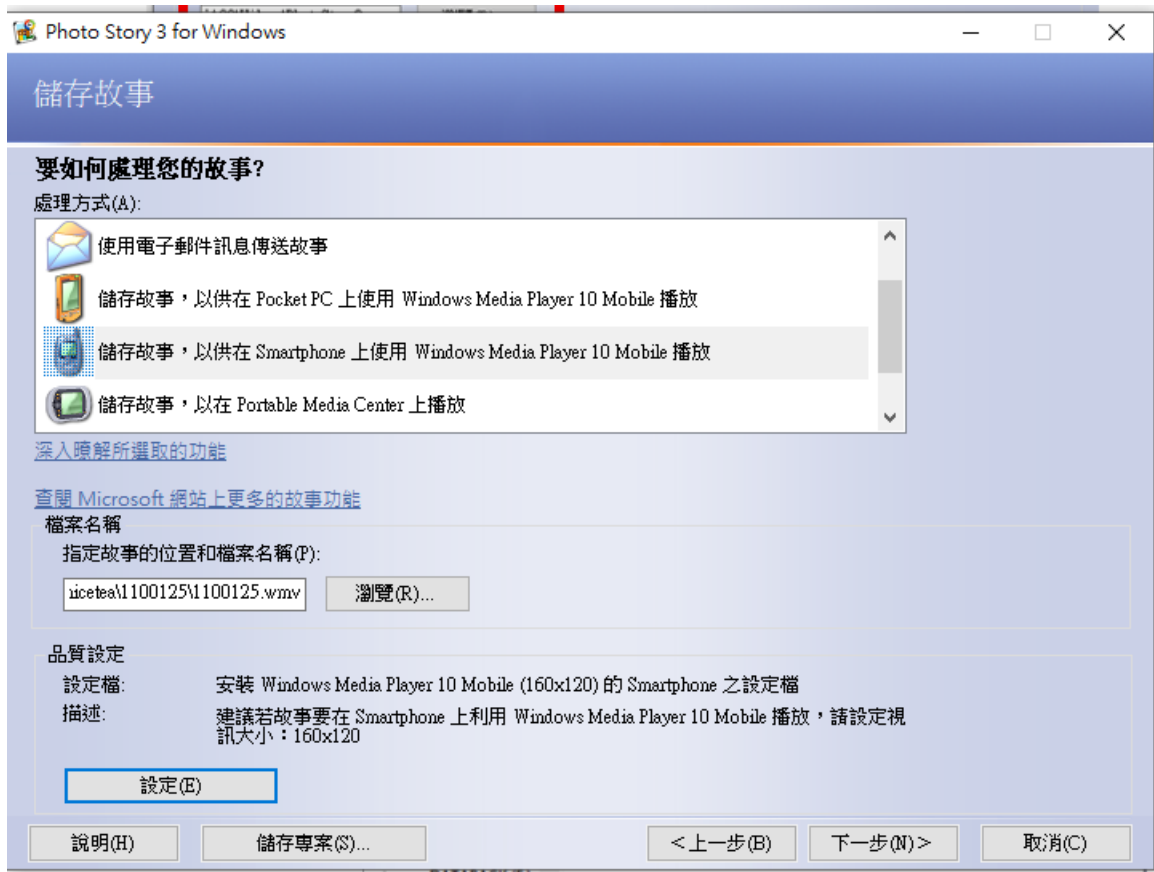 Photo Story 3 for Windows
儲存故事
要如何處理您的故事?
處理方式(A):
使用電子郵件訊息傳送故事
儲存故事，以供在 Pocket PC 上使用 Windows Media Player 10 Mobile 播放
儲存故事，以供在 Smartphone 上使用 Windows Media Player 10 Mobile 播放
儲存故事，以在 Portable Media Center 上播放
深入瞭解所選取的功能
查閱 Microsoft 網站上更多的故事功能
檔案名稱
指定故事的位置和檔案名稱(P):
icetea\1100125\1100125.wmv
瀏覽(R)...
品質設定
設定檔:
安裝 Windows Media Player 10 Mobile (160x120) 的 Smartphone 之設定檔
描述:
建議若故事要在 Smartphone 上利用 Windows Media Player 10 Mobile 播放，請設定視
訊大小：160x120
設定(E)
說明(H)
儲存專案(S)...
<上一步(B)
下一步(N)>
取消(C)